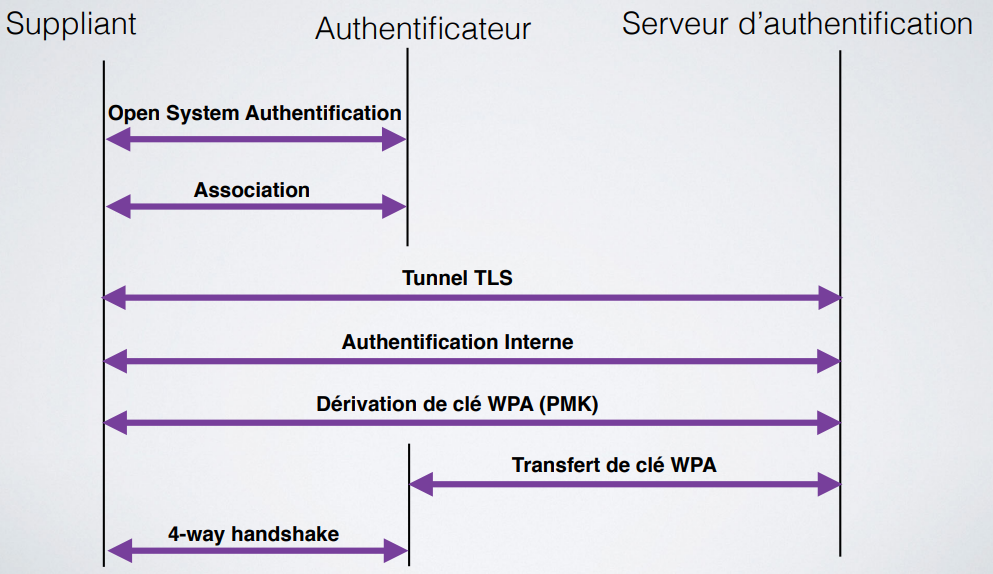 Suppliant
Authentificateur
Serveur d'authentification
Open System Authentification
Association
Tunnel TLS
Authentification Interne
Dérivation de clé WPA (PMK)
Transfert de clé WPA
4-way handshake